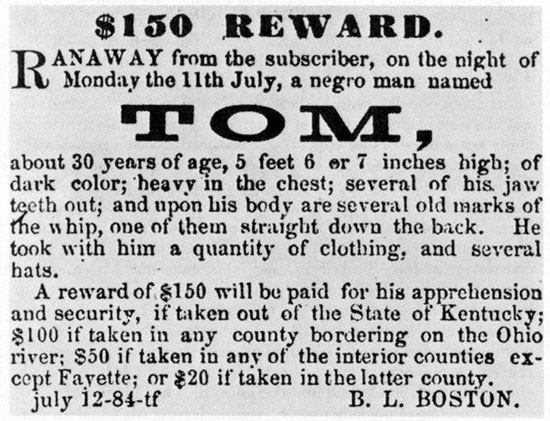 $150 REWARD.
RANAWAY from the subscriber, on the night of
Monday the 11th July, a negro man named
TOM,
about 30 years of age, 5 feet 6 or 7 inches high; of
dark color; heavy in the chest; several of his jaw
teeth out; and upon his body are several old marks of
the whip, one of them straight down the back. He
took with him a quantity of clothing, and several
hats.
A reward of $150 will be paid for his apprehension
and security, if taken out of the State of Kentucky;
$100 if taken in any county bordering on the Ohio
river; $50 if taken in any of the interior counties ex-
cept Fayette; or $20 if taken in the latter county.
july 12-84-tf B. L. BOSTON.